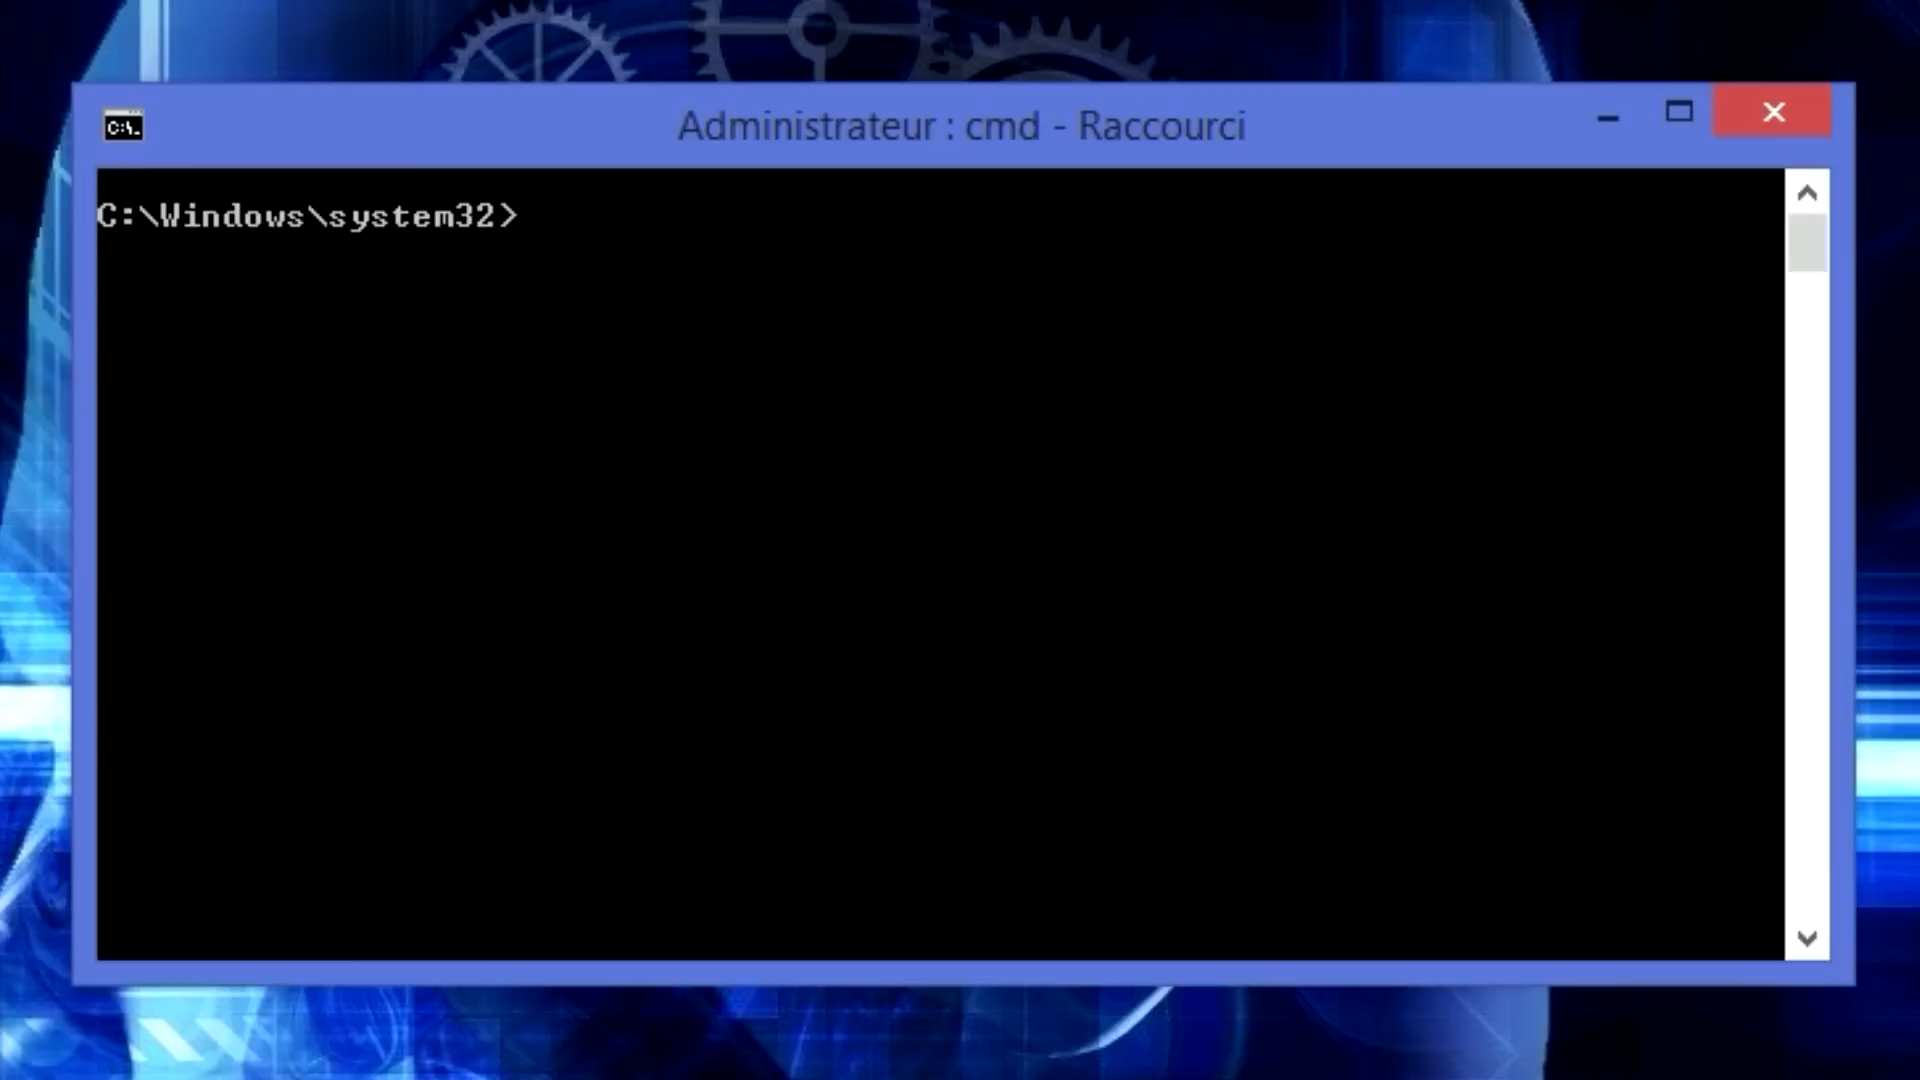 C:\.
Administrateur : cmd - Raccourci
C:\Windows\system32>